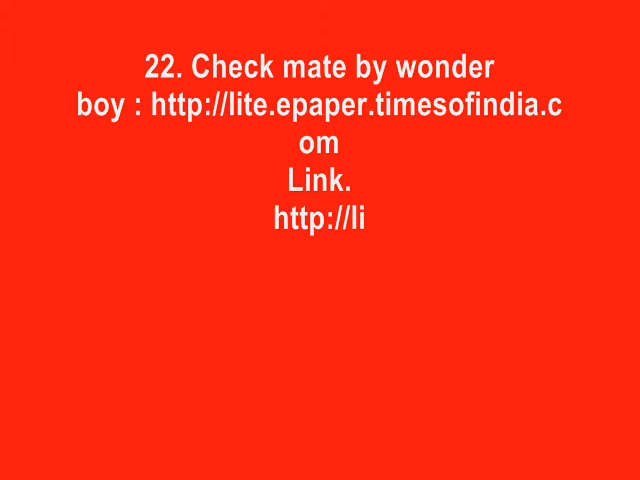 22. Check mate by wonder
boy : http://lite.epaper.timesofindia.c
om
Link.
http://li